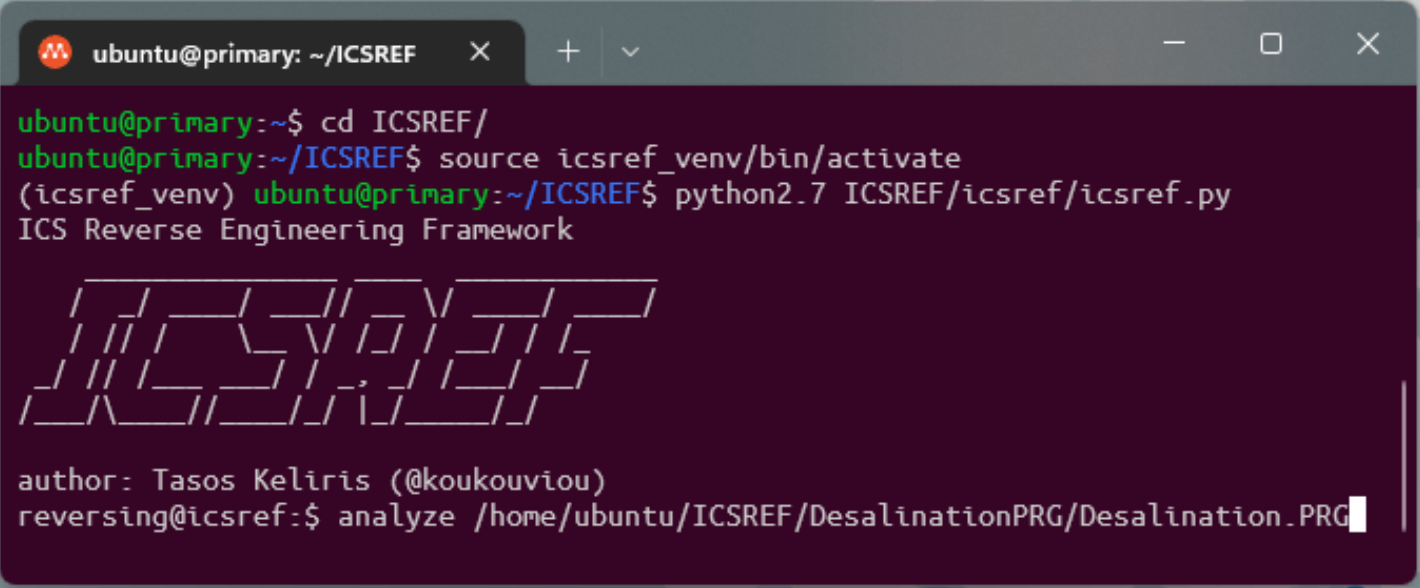 ubuntu@primary: ~/ICSREF
ubuntu@primary:~$ cd ICSREF/
ubuntu@primary:~/ICSREF$ source icsref_venv/bin/activate
(icsref_venv) ubuntu@primary:~/ICSREF$ python2.7 ICSREF/icsref/icsref.py
ICS Reverse Engineering Framework
ICSREF
author: Tasos Keliris (@koukouviou)
reversing@icsref:$ analyze /home/ubuntu/ICSREF/DesalinationPRG/Desalination.PRG